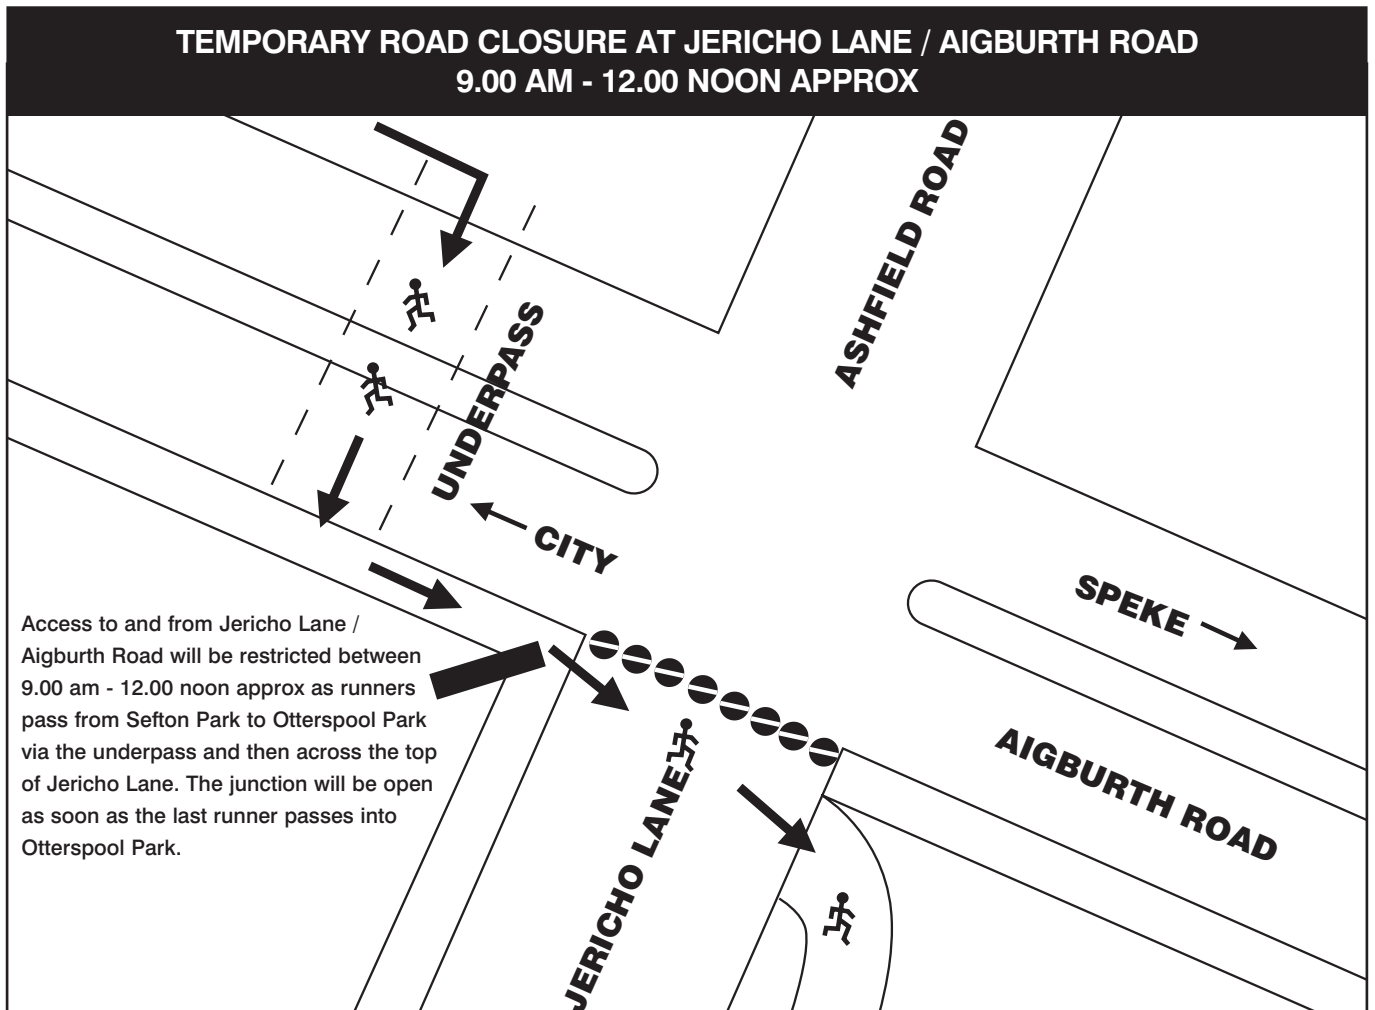 TEMPORARY ROAD CLOSURE AT JERICHO LANE / AIGBURTH ROAD
9.00 AM - 12.00 NOON APPROX
ASHFIELD ROAD
UNDERPASS
CITY
SPEKE
Access to and from Jericho Lane /
Aigburth Road will be restricted between
9.00 am - 12.00 noon approx as runners
pass from Sefton Park to Otterspool Park
via the underpass and then across the top
of Jericho Lane. The junction will be open
as soon as the last runner passes into
Otterspool Park.
AIGBURTH ROAD
JERICHO LANE